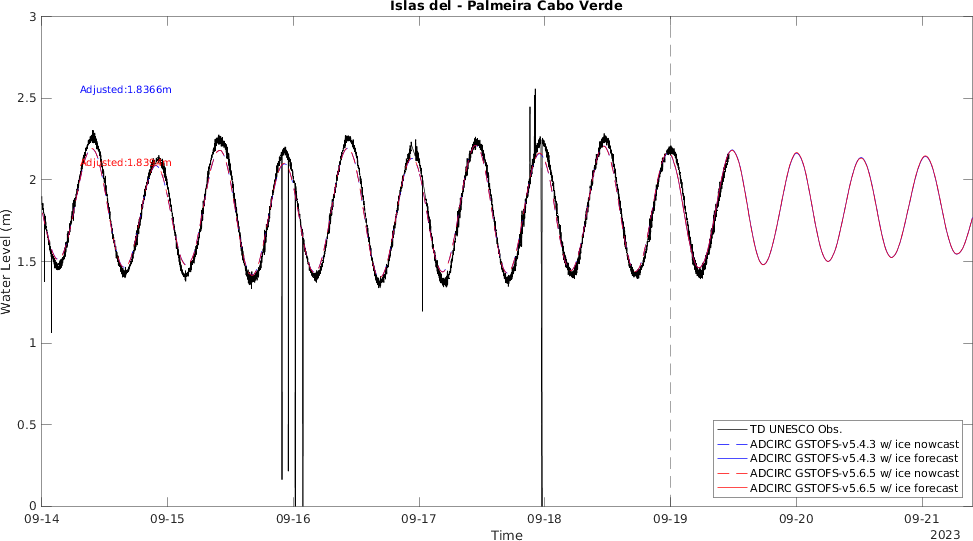 Islas del - Palmeira Cabo Verde
3
2.5
2
1.5
1
0.5
0
Water Level (m)
Adjusted:1.8366m
09-14
09-15
09-16
09-17
09-18
09-19
09-20
09-21
Time
2023
TD UNESCO Obs.
ADCIRC GSTOFS-v5.4.3 w/ ice nowcast
ADCIRC GSTOFS-v5.4.3 w/ ice forecast
ADCIRC GSTOFS-v5.6.5 w/ ice nowcast
ADCIRC GSTOFS-v5.6.5 w/ ice forecast